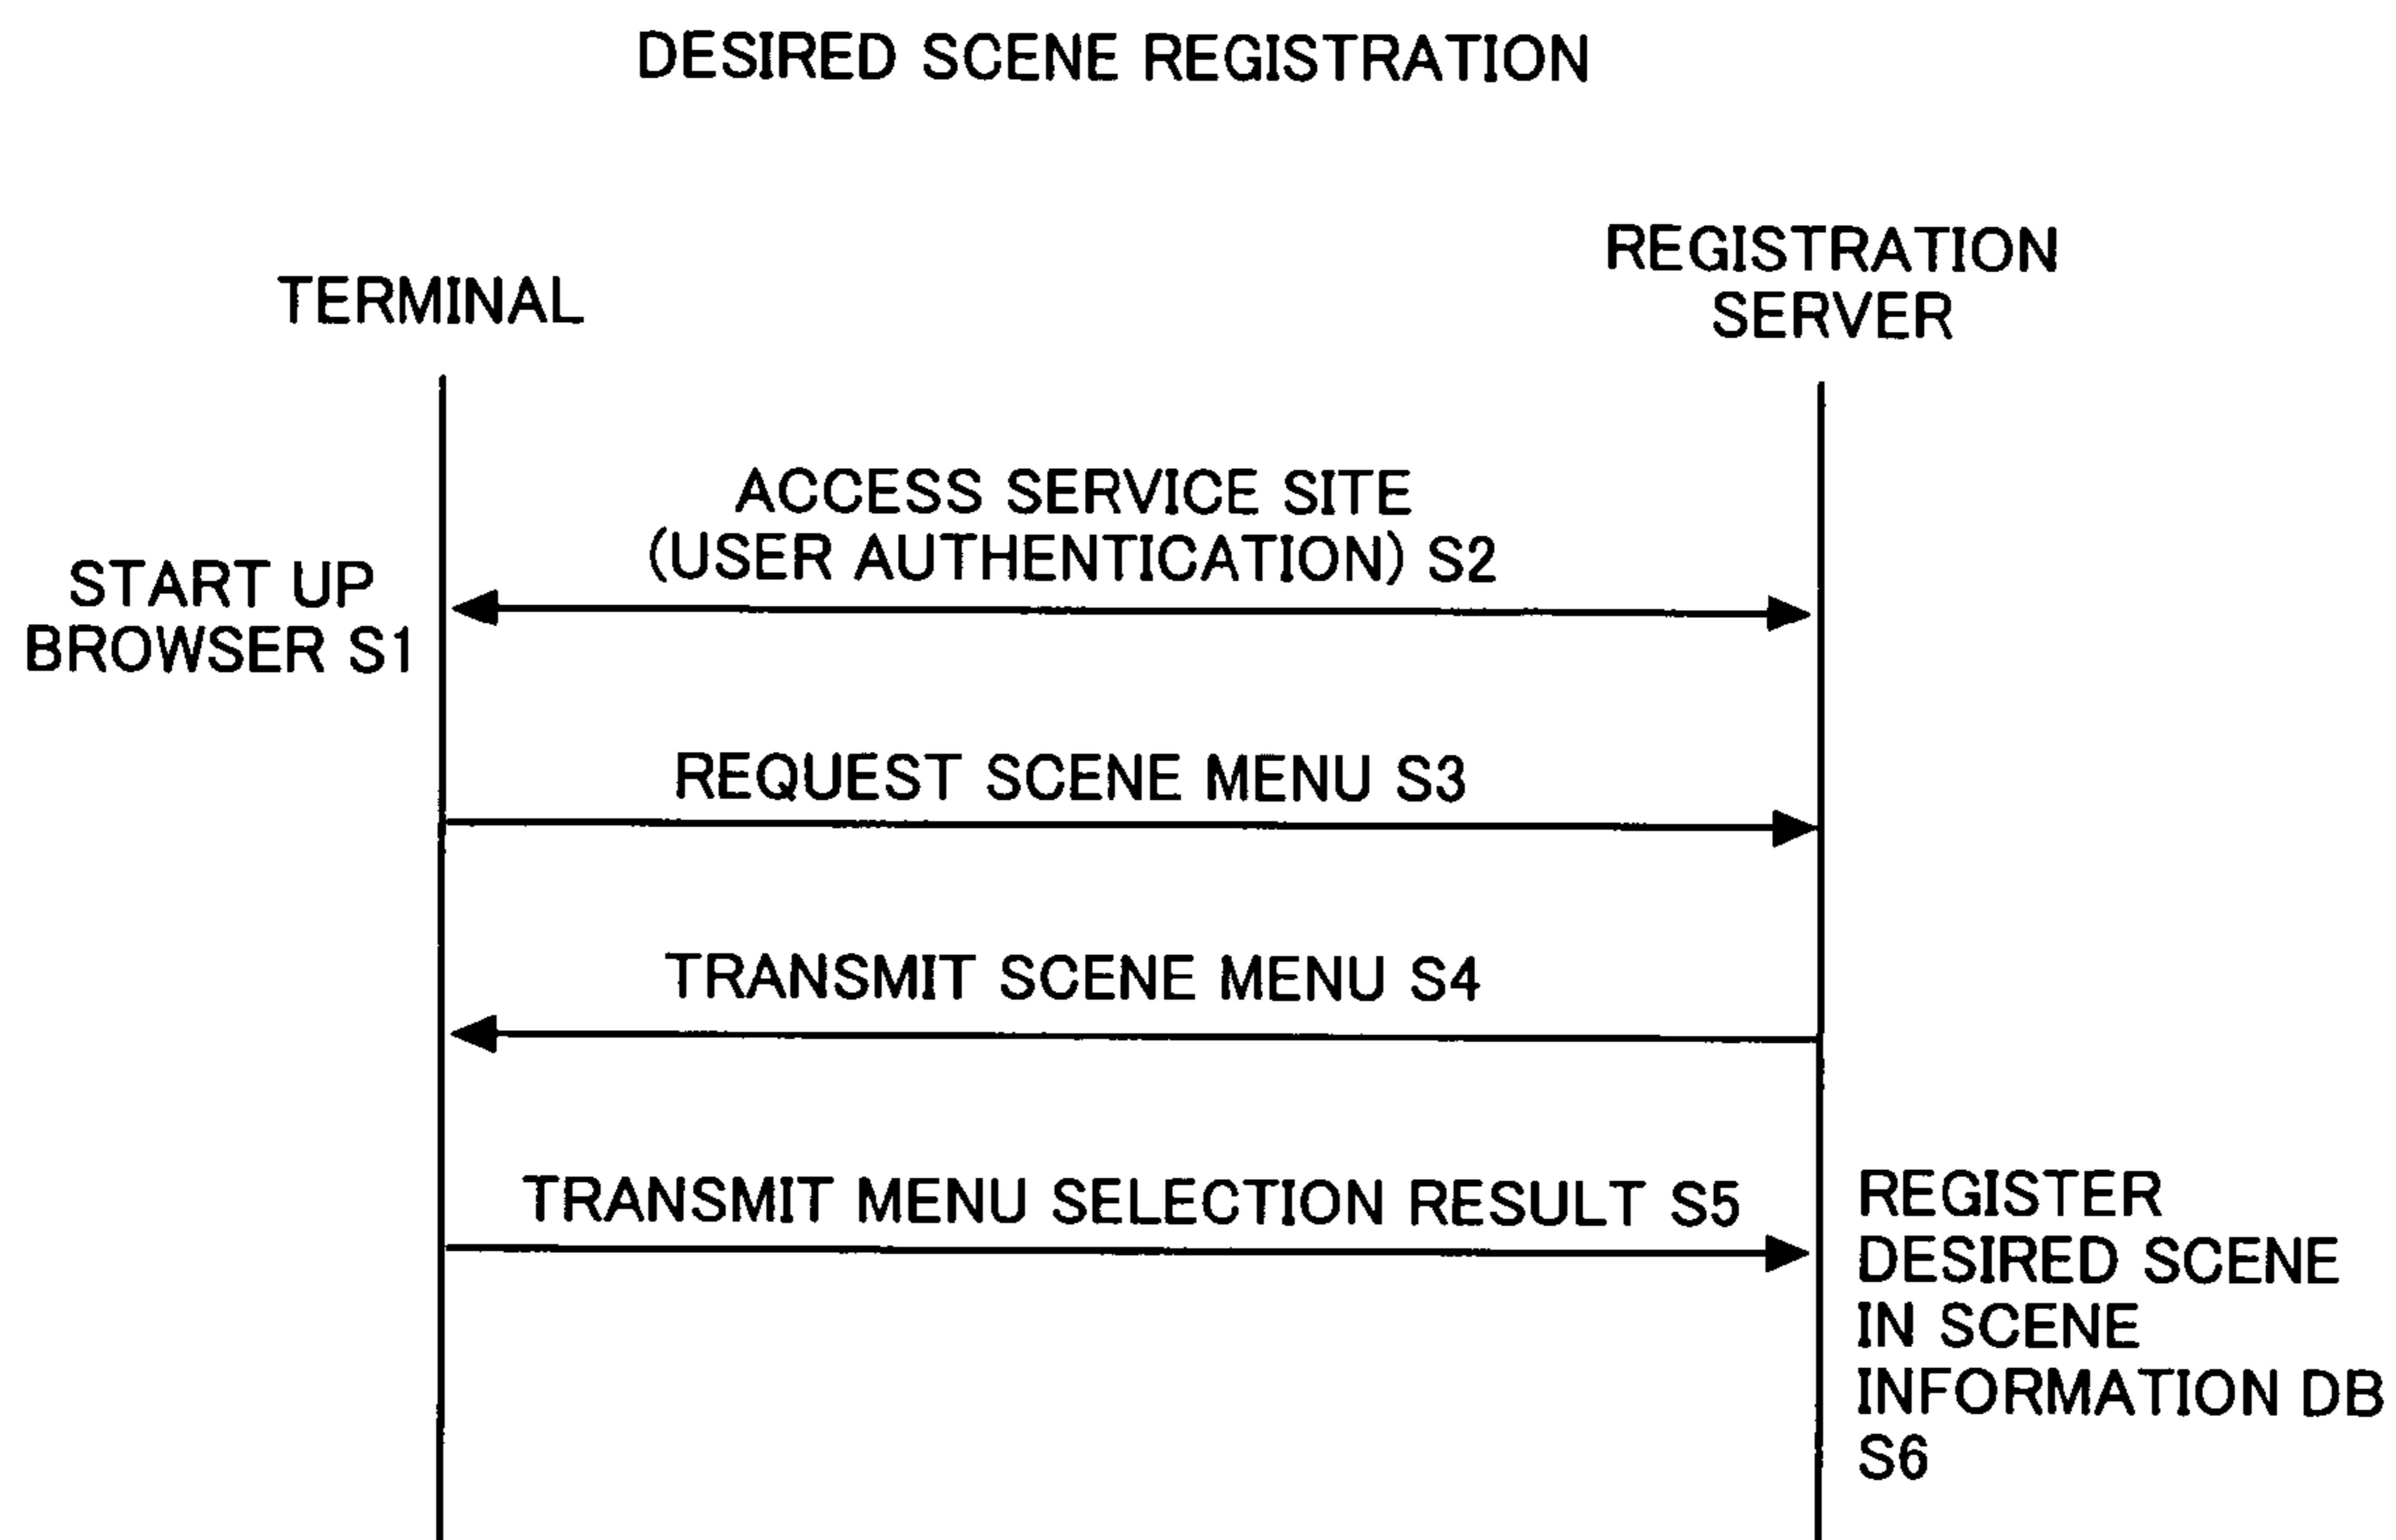 DESIRED SCENE REGISTRATION
TERMINAL
REGISTRATION
SERVER
ACCESS SERVICE SITE
(USER AUTHENTICATION) S2
START UP
BROWSER S1
REQUEST SCENE MENU S3
TRANSMIT SCENE MENU S4
TRANSMIT MENU SELECTION RESULT S5
REGISTER
DESIRED SCENE
IN SCENE
INFORMATION DB
S6